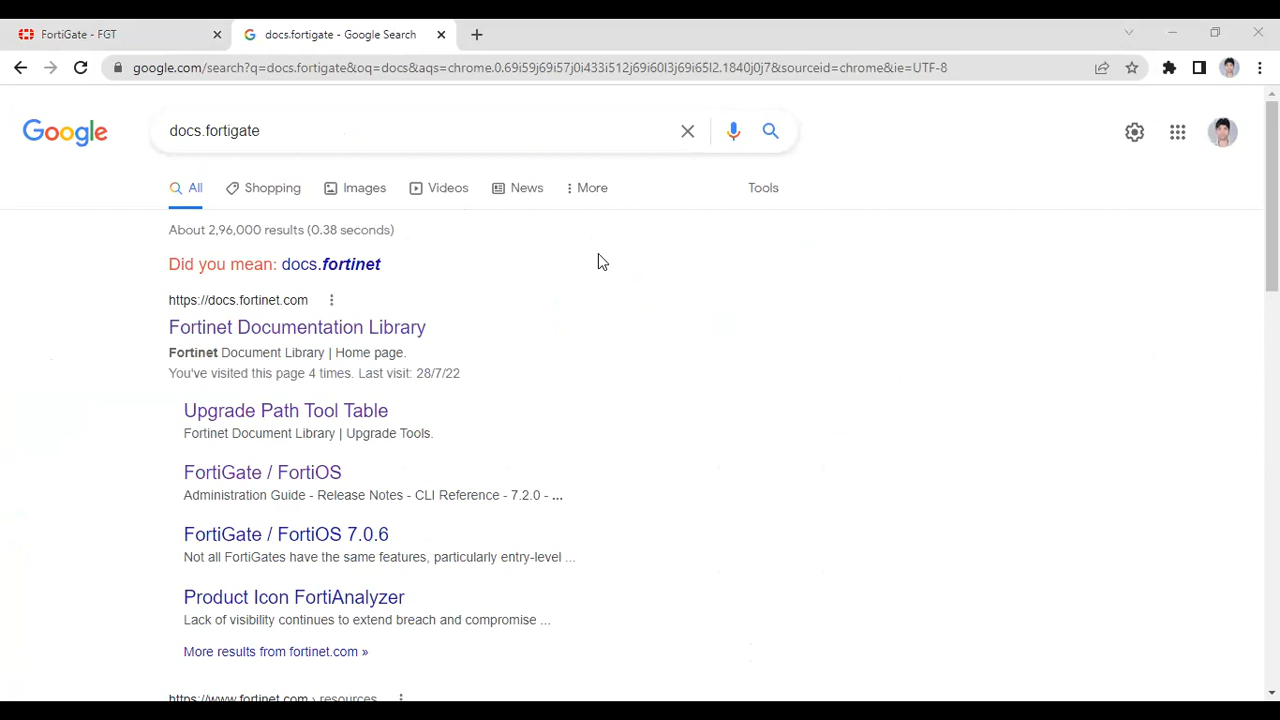 FortiGate - FGT
docs.fortigate - Google Search
google.com/search?q=docs.fortigate&oq=docs&aqs=chrome.0.69i59j69i57j0i433i512j69i60l3j69i65l2.1840j0j7&sourceid=chrome&ie=UTF-8
Google
docs.fortigate
All
Shopping
Images
Videos
News
More
Tools
About 2,96,000 results (0.38 seconds)
Did you mean: docs.fortinet
https://docs.fortinet.com
Fortinet Documentation Library
Fortinet Document Library | Home page.
You've visited this page 4 times. Last visit: 28/7/22
Upgrade Path Tool Table
Fortinet Document Library | Upgrade Tools.
FortiGate / FortiOS
Administration Guide - Release Notes - CLI Reference - 7.2.0 - ...
FortiGate / FortiOS 7.0.6
Not all FortiGates have the same features, particularly entry-level ...
Product Icon FortiAnalyzer
Lack of visibility continues to extend breach and compromise ...
More results from fortinet.com »
https://www.fortinet.com › resources